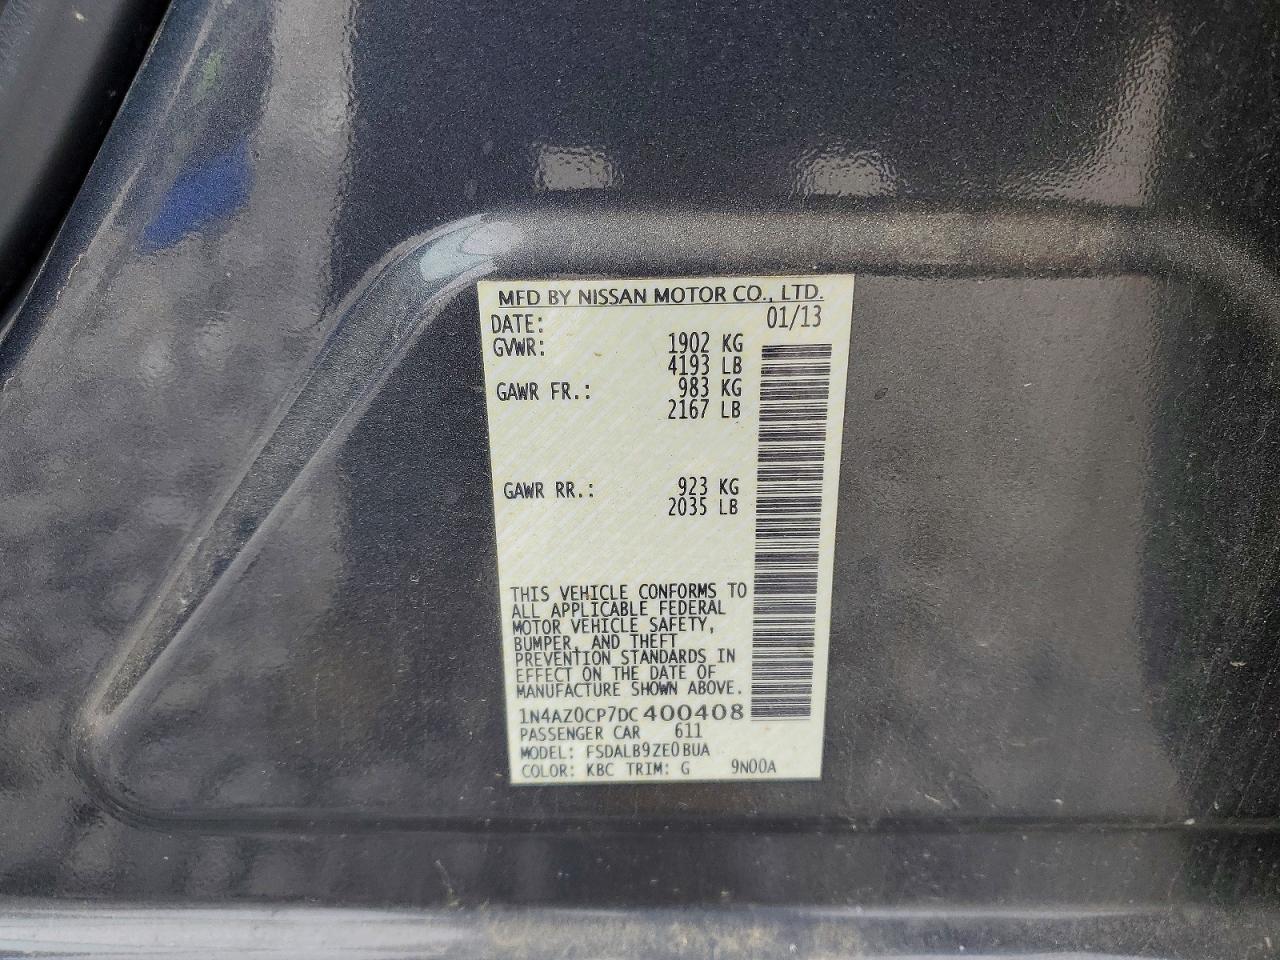 MFD BY NISSAN MOTOR CO., LTD.
DATE: 01/13
GVWR: 1902 KG
4193 LB
GAWR FR.: 983 KG
2167 LB
GAWR RR.: 923 KG
2035 LB
THIS VEHICLE CONFORMS TO
ALL APPLICABLE FEDERAL
MOTOR VEHICLE SAFETY,
BUMPER, AND THEFT
PREVENTION STANDARDS IN
EFFECT ON THE DATE OF
MANUFACTURE SHOWN ABOVE.
1N4AZ0CP7DC400408
PASSENGER CAR 611
MODEL: FSDALB9ZE0BUA
COLOR: KBC TRIM: G 9N00A